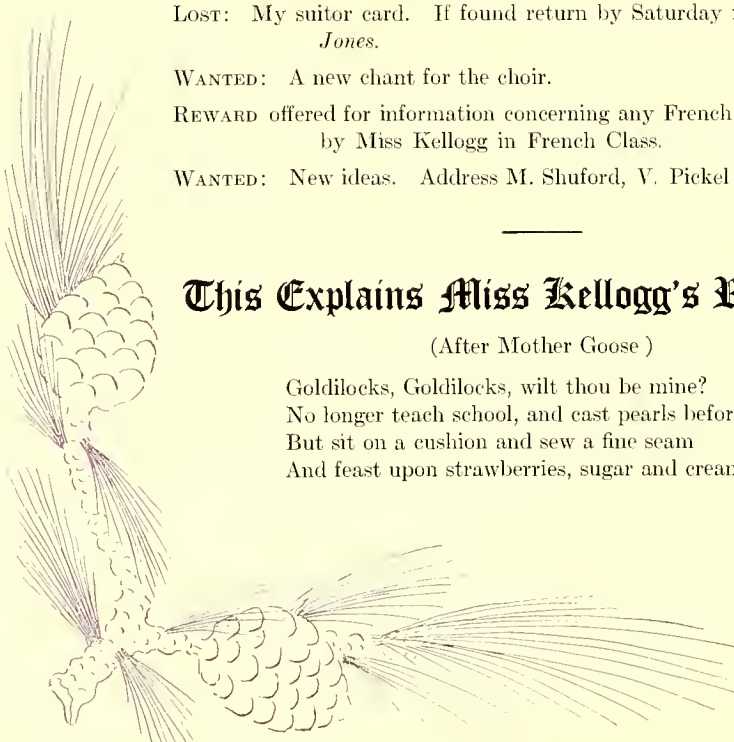 LOST: My suitor card. If found return by Saturday
Jones.
WANTED: A new chant for the choir.
REWARD offered for information concerning any French
by Miss Kellogg in French Class.
WANTED: New ideas. Address M. Shuford, V. Pickel
This Explains Miss Kellogg's
(After Mother Goose)
Goldilocks, Goldilocks, wilt thou be mine?
No longer teach school, and cast pearls
But sit on a cushion and sew a fine seam
And feast upon strawberries, sugar and